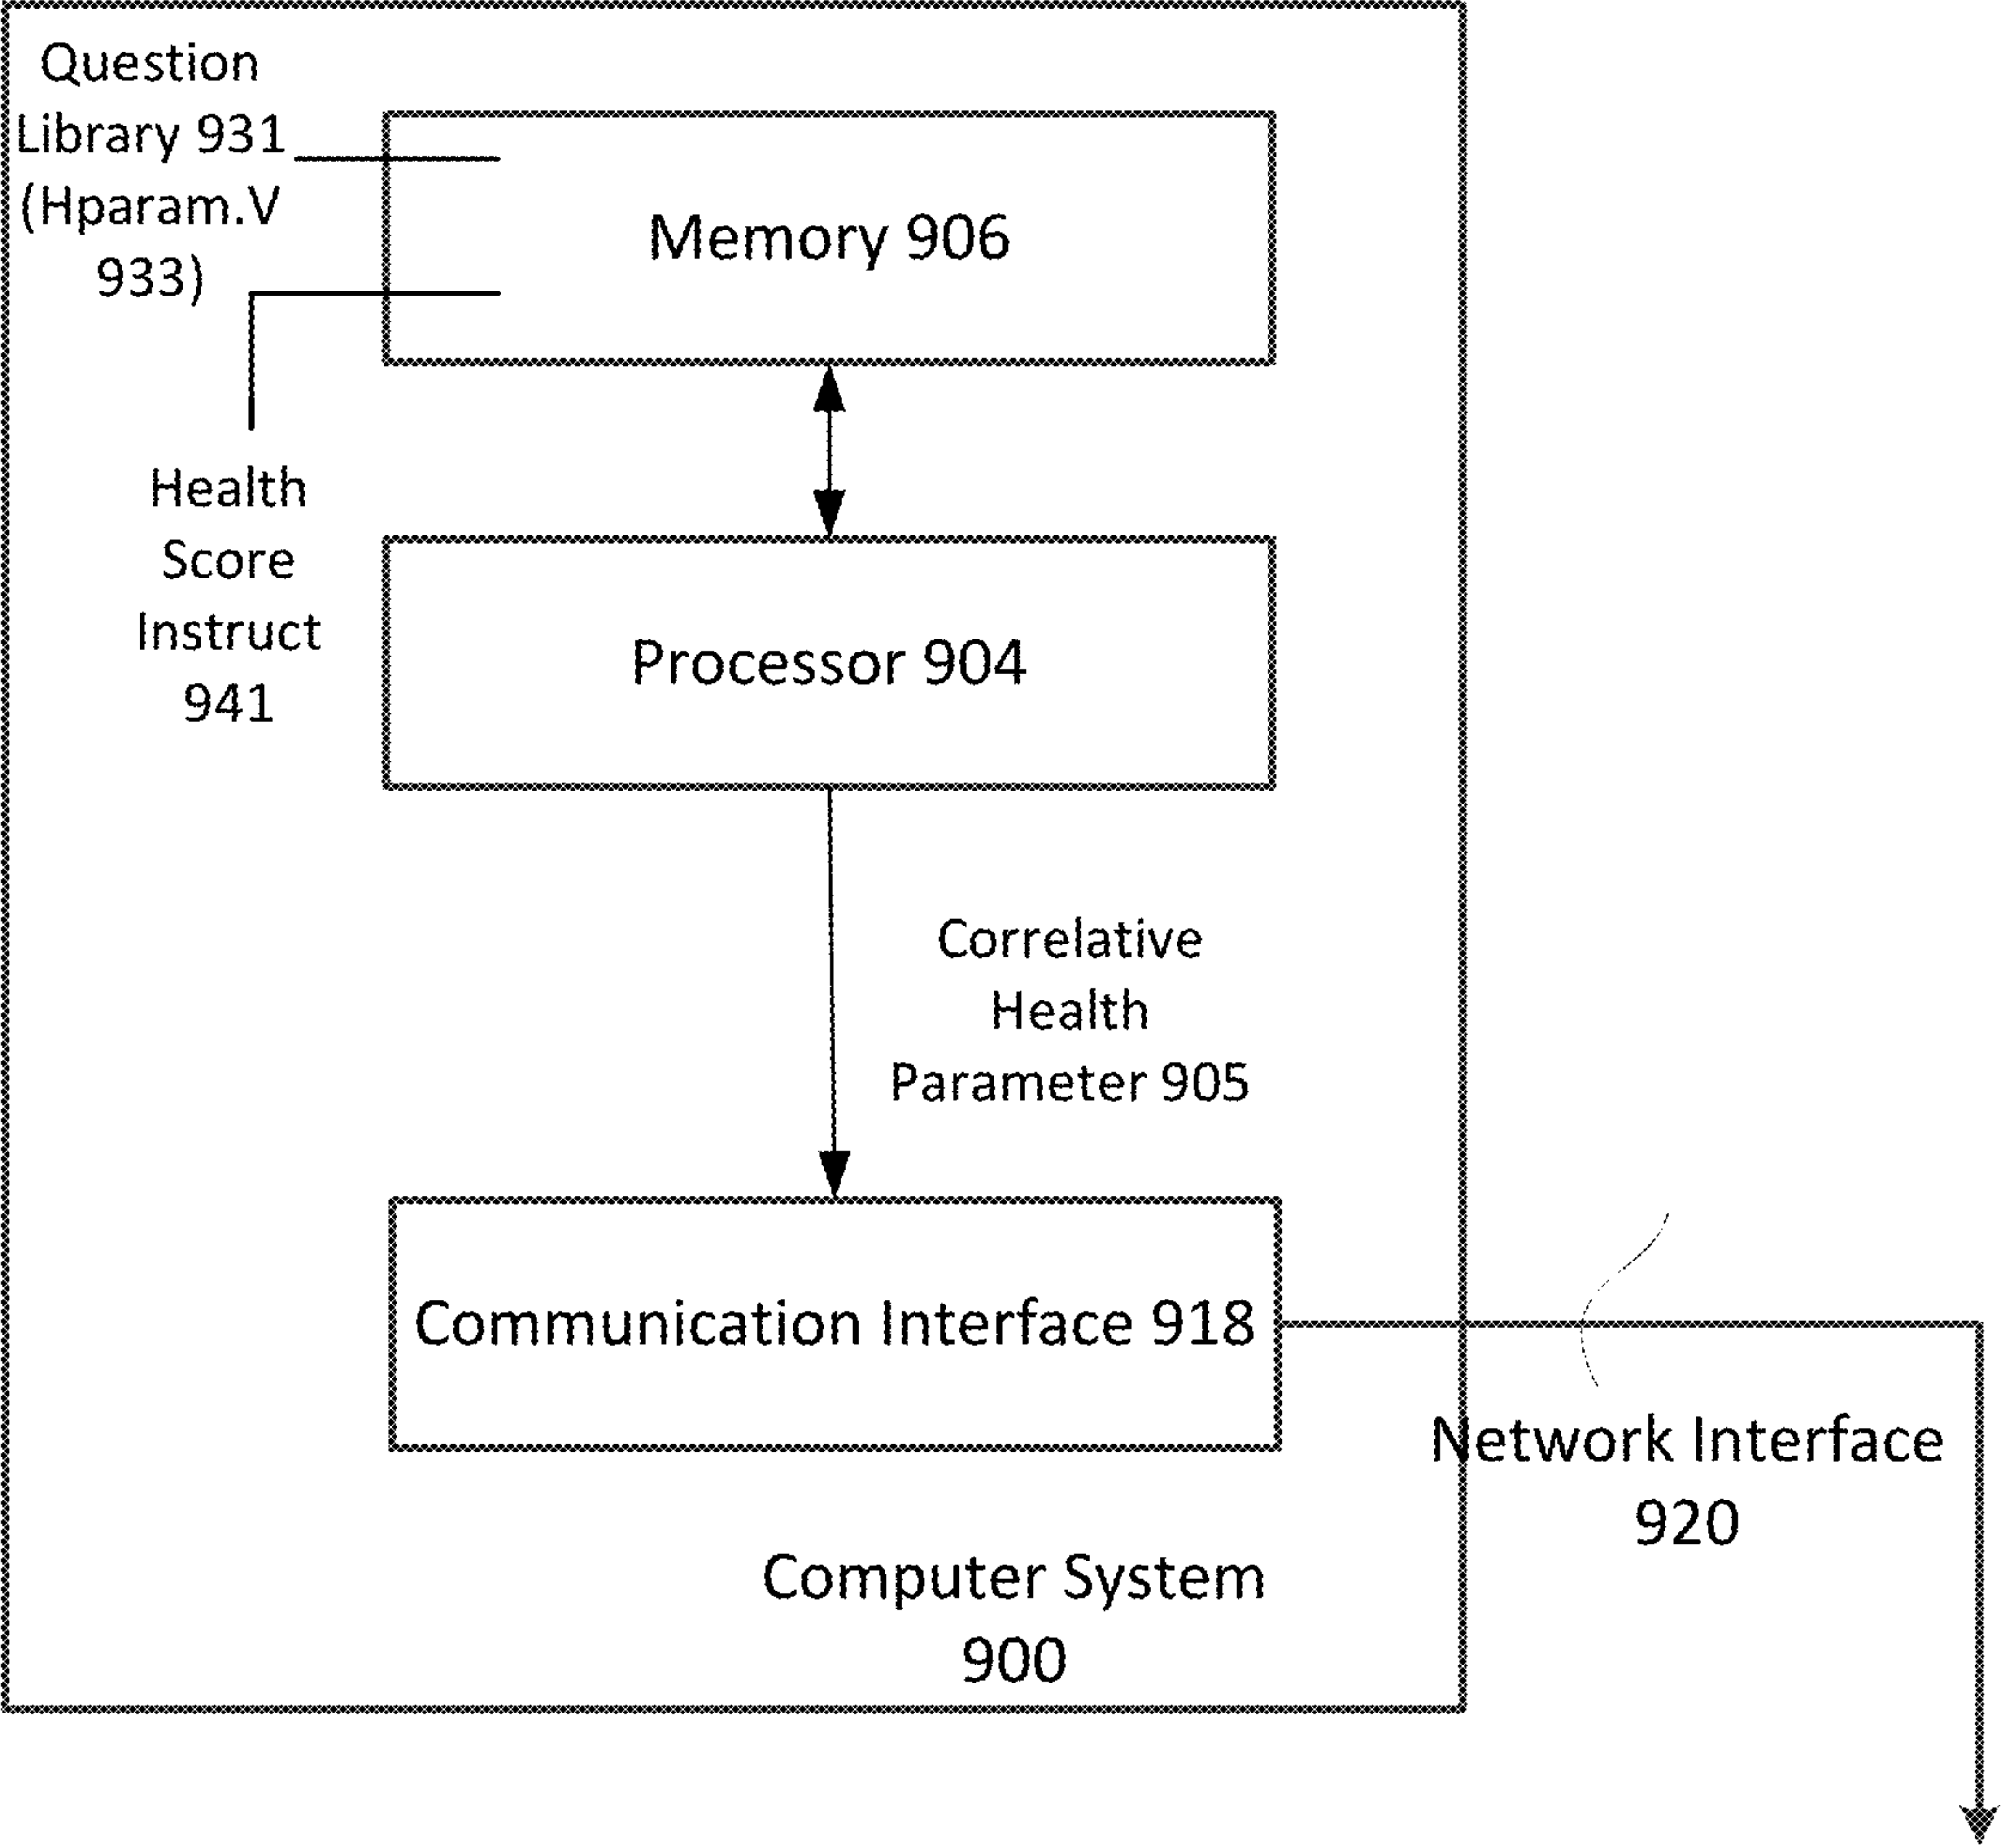 Question
Library 931
(Hparam.V
933)
Memory 906
Health
Score
Instruct
941
Processor 904
Correlative
Health
Parameter 905
Communication Interface 918
Network Interface
920
Computer System
900